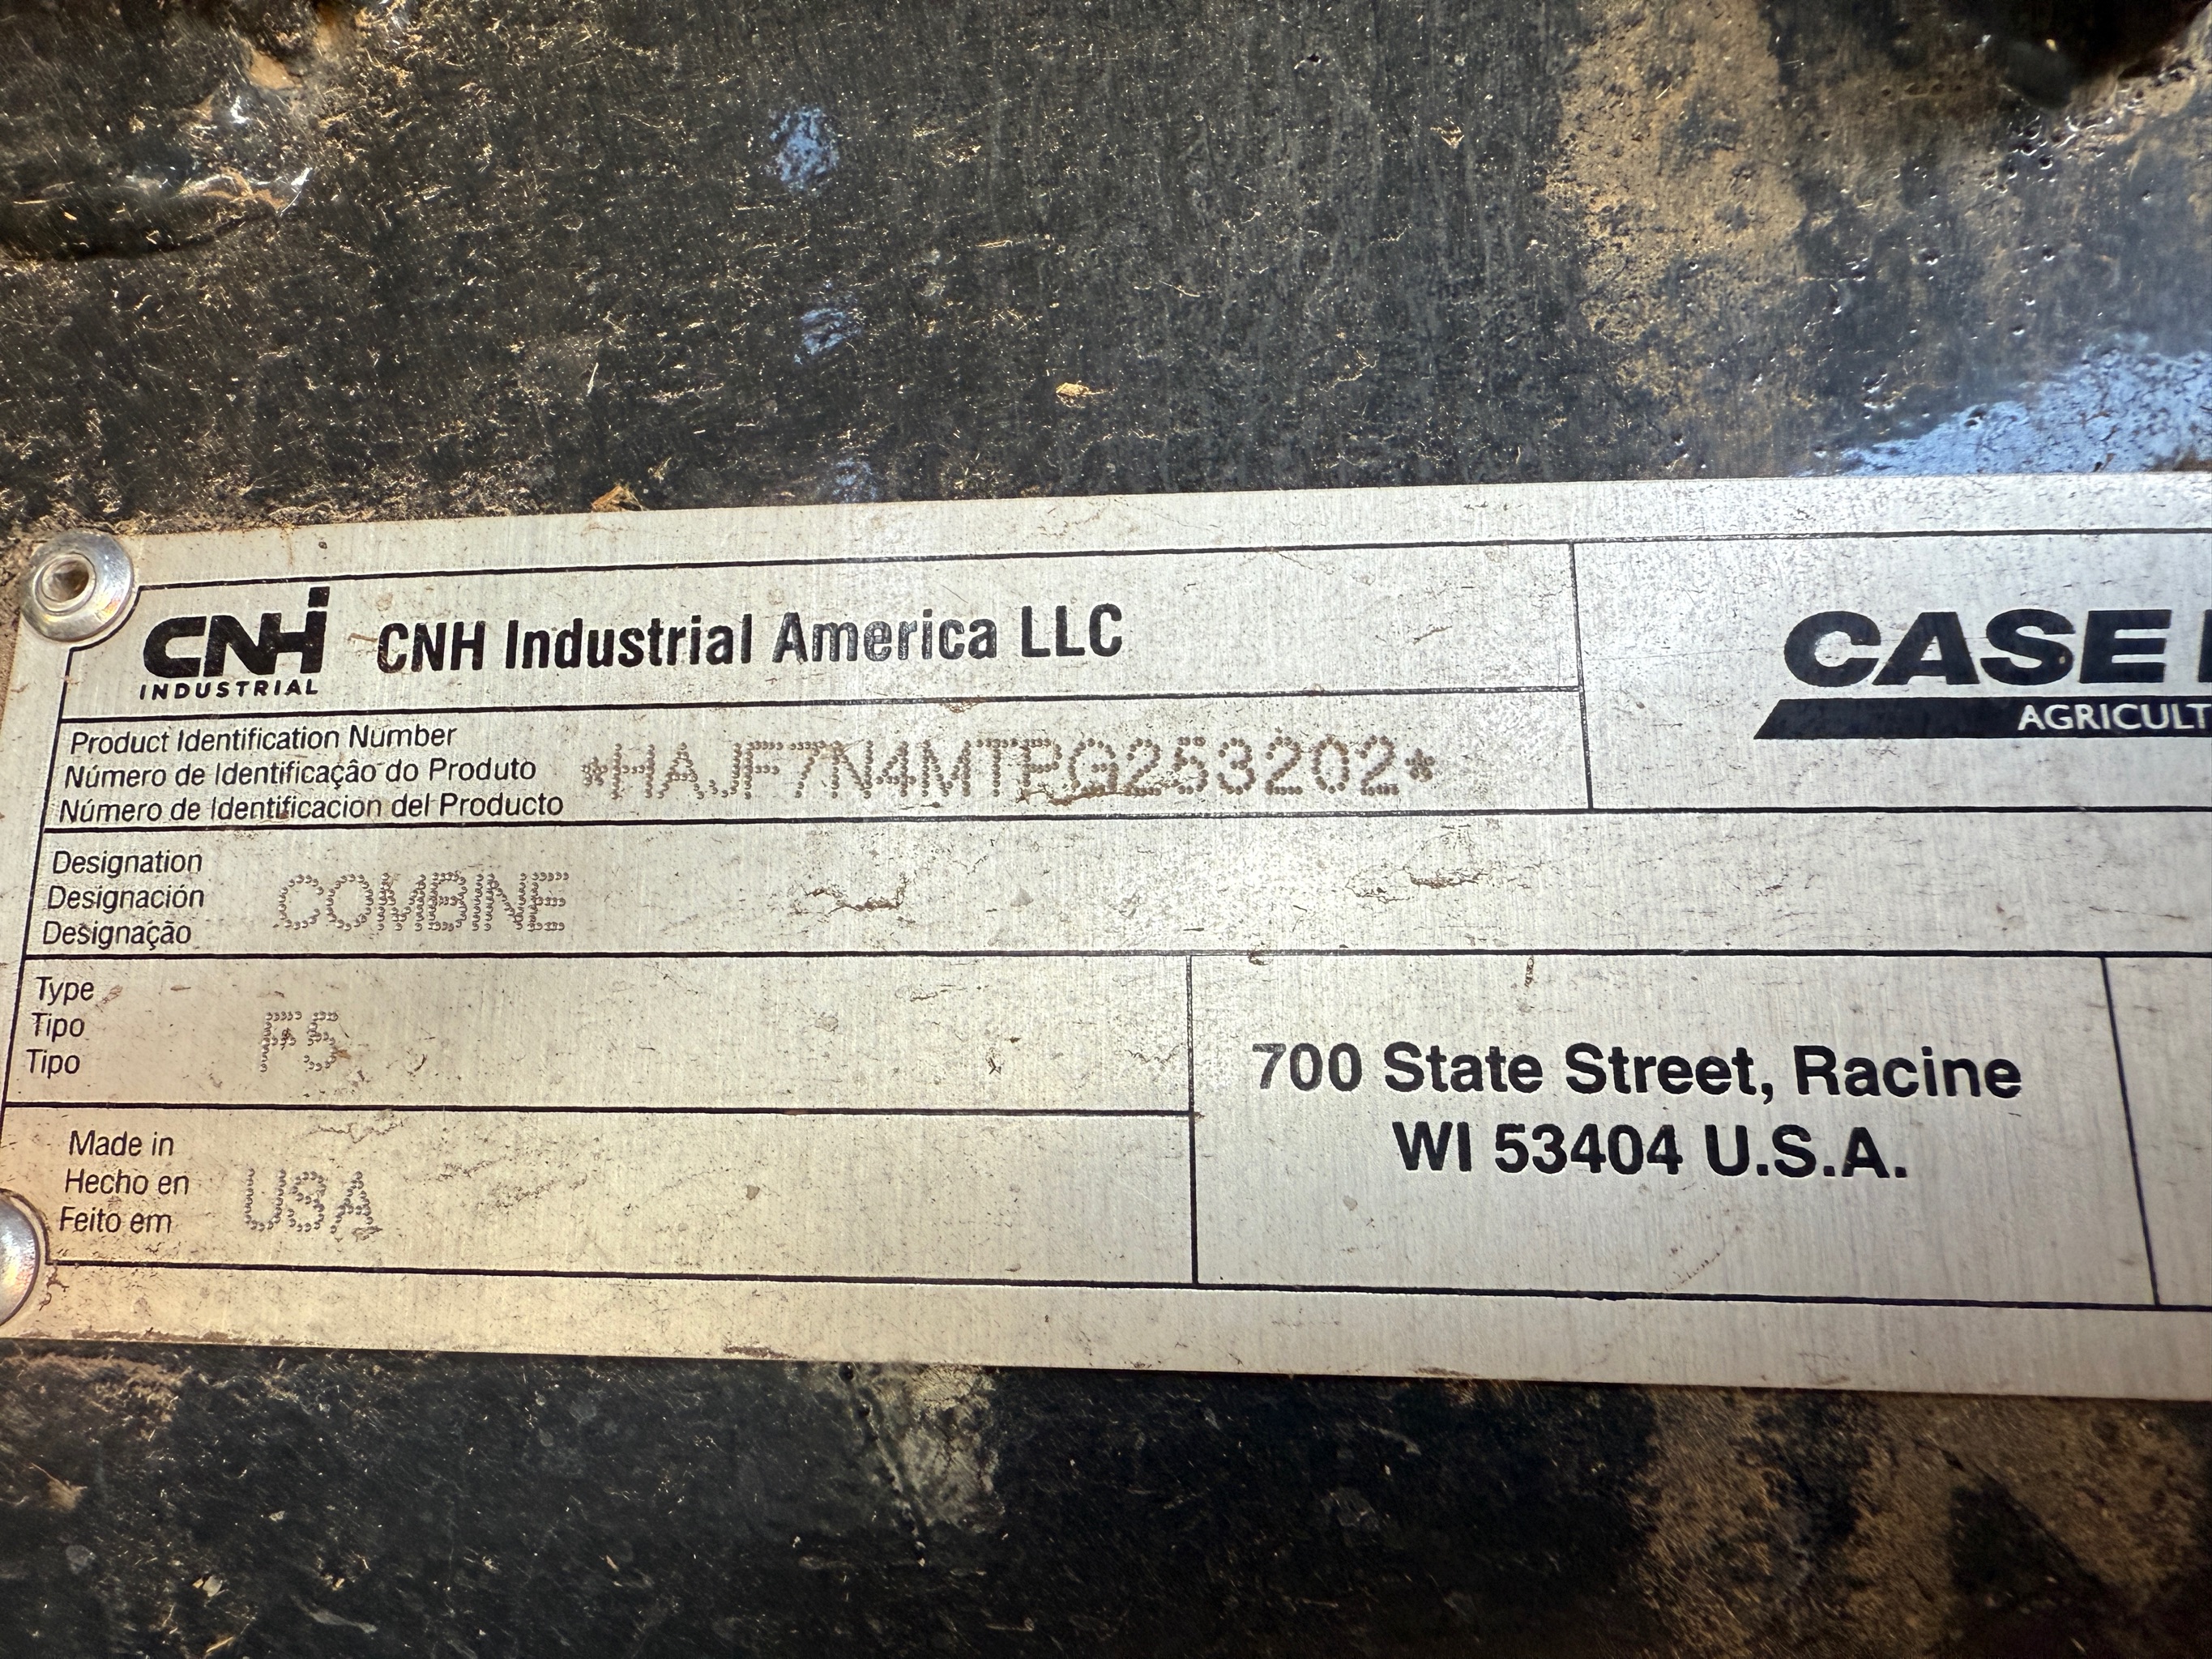 CNH
INDUSTRIAL
CNH Industrial America LLC
CASE
AGRICULT
Product Identification Number
Número de Identificação do Produto
Número de Identificacion del Producto
*HAJF7N4MTPG253202*
Designation
Designación
Designação
COMBINE
Type
Tipo
Tipo
F5
Made in
Hecho en
Feito em
USA
700 State Street, Racine
WI 53404 U.S.A.